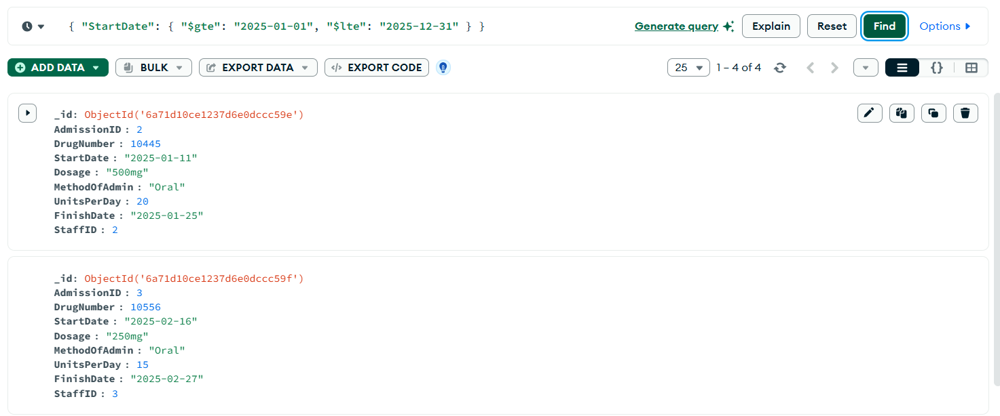 { "StartDate": { "$gte": "2025-01-01", "$lte": "2025-12-31" } }
Generate query Explain Reset Find Options
ADD DATA BULK EXPORT DATA EXPORT CODE 25 1 – 4 of 4 {}
_id: ObjectId('6a71d10ce1237d6e0dccc59e')
AdmissionID : 2
DrugNumber : 10445
StartDate : "2025-01-11"
Dosage : "500mg"
MethodOfAdmin : "Oral"
UnitsPerDay : 20
FinishDate : "2025-01-25"
StaffID : 2
_id: ObjectId('6a71d10ce1237d6e0dccc59f')
AdmissionID : 3
DrugNumber : 10556
StartDate : "2025-02-16"
Dosage : "250mg"
MethodOfAdmin : "Oral"
UnitsPerDay : 15
FinishDate : "2025-02-27"
StaffID : 3